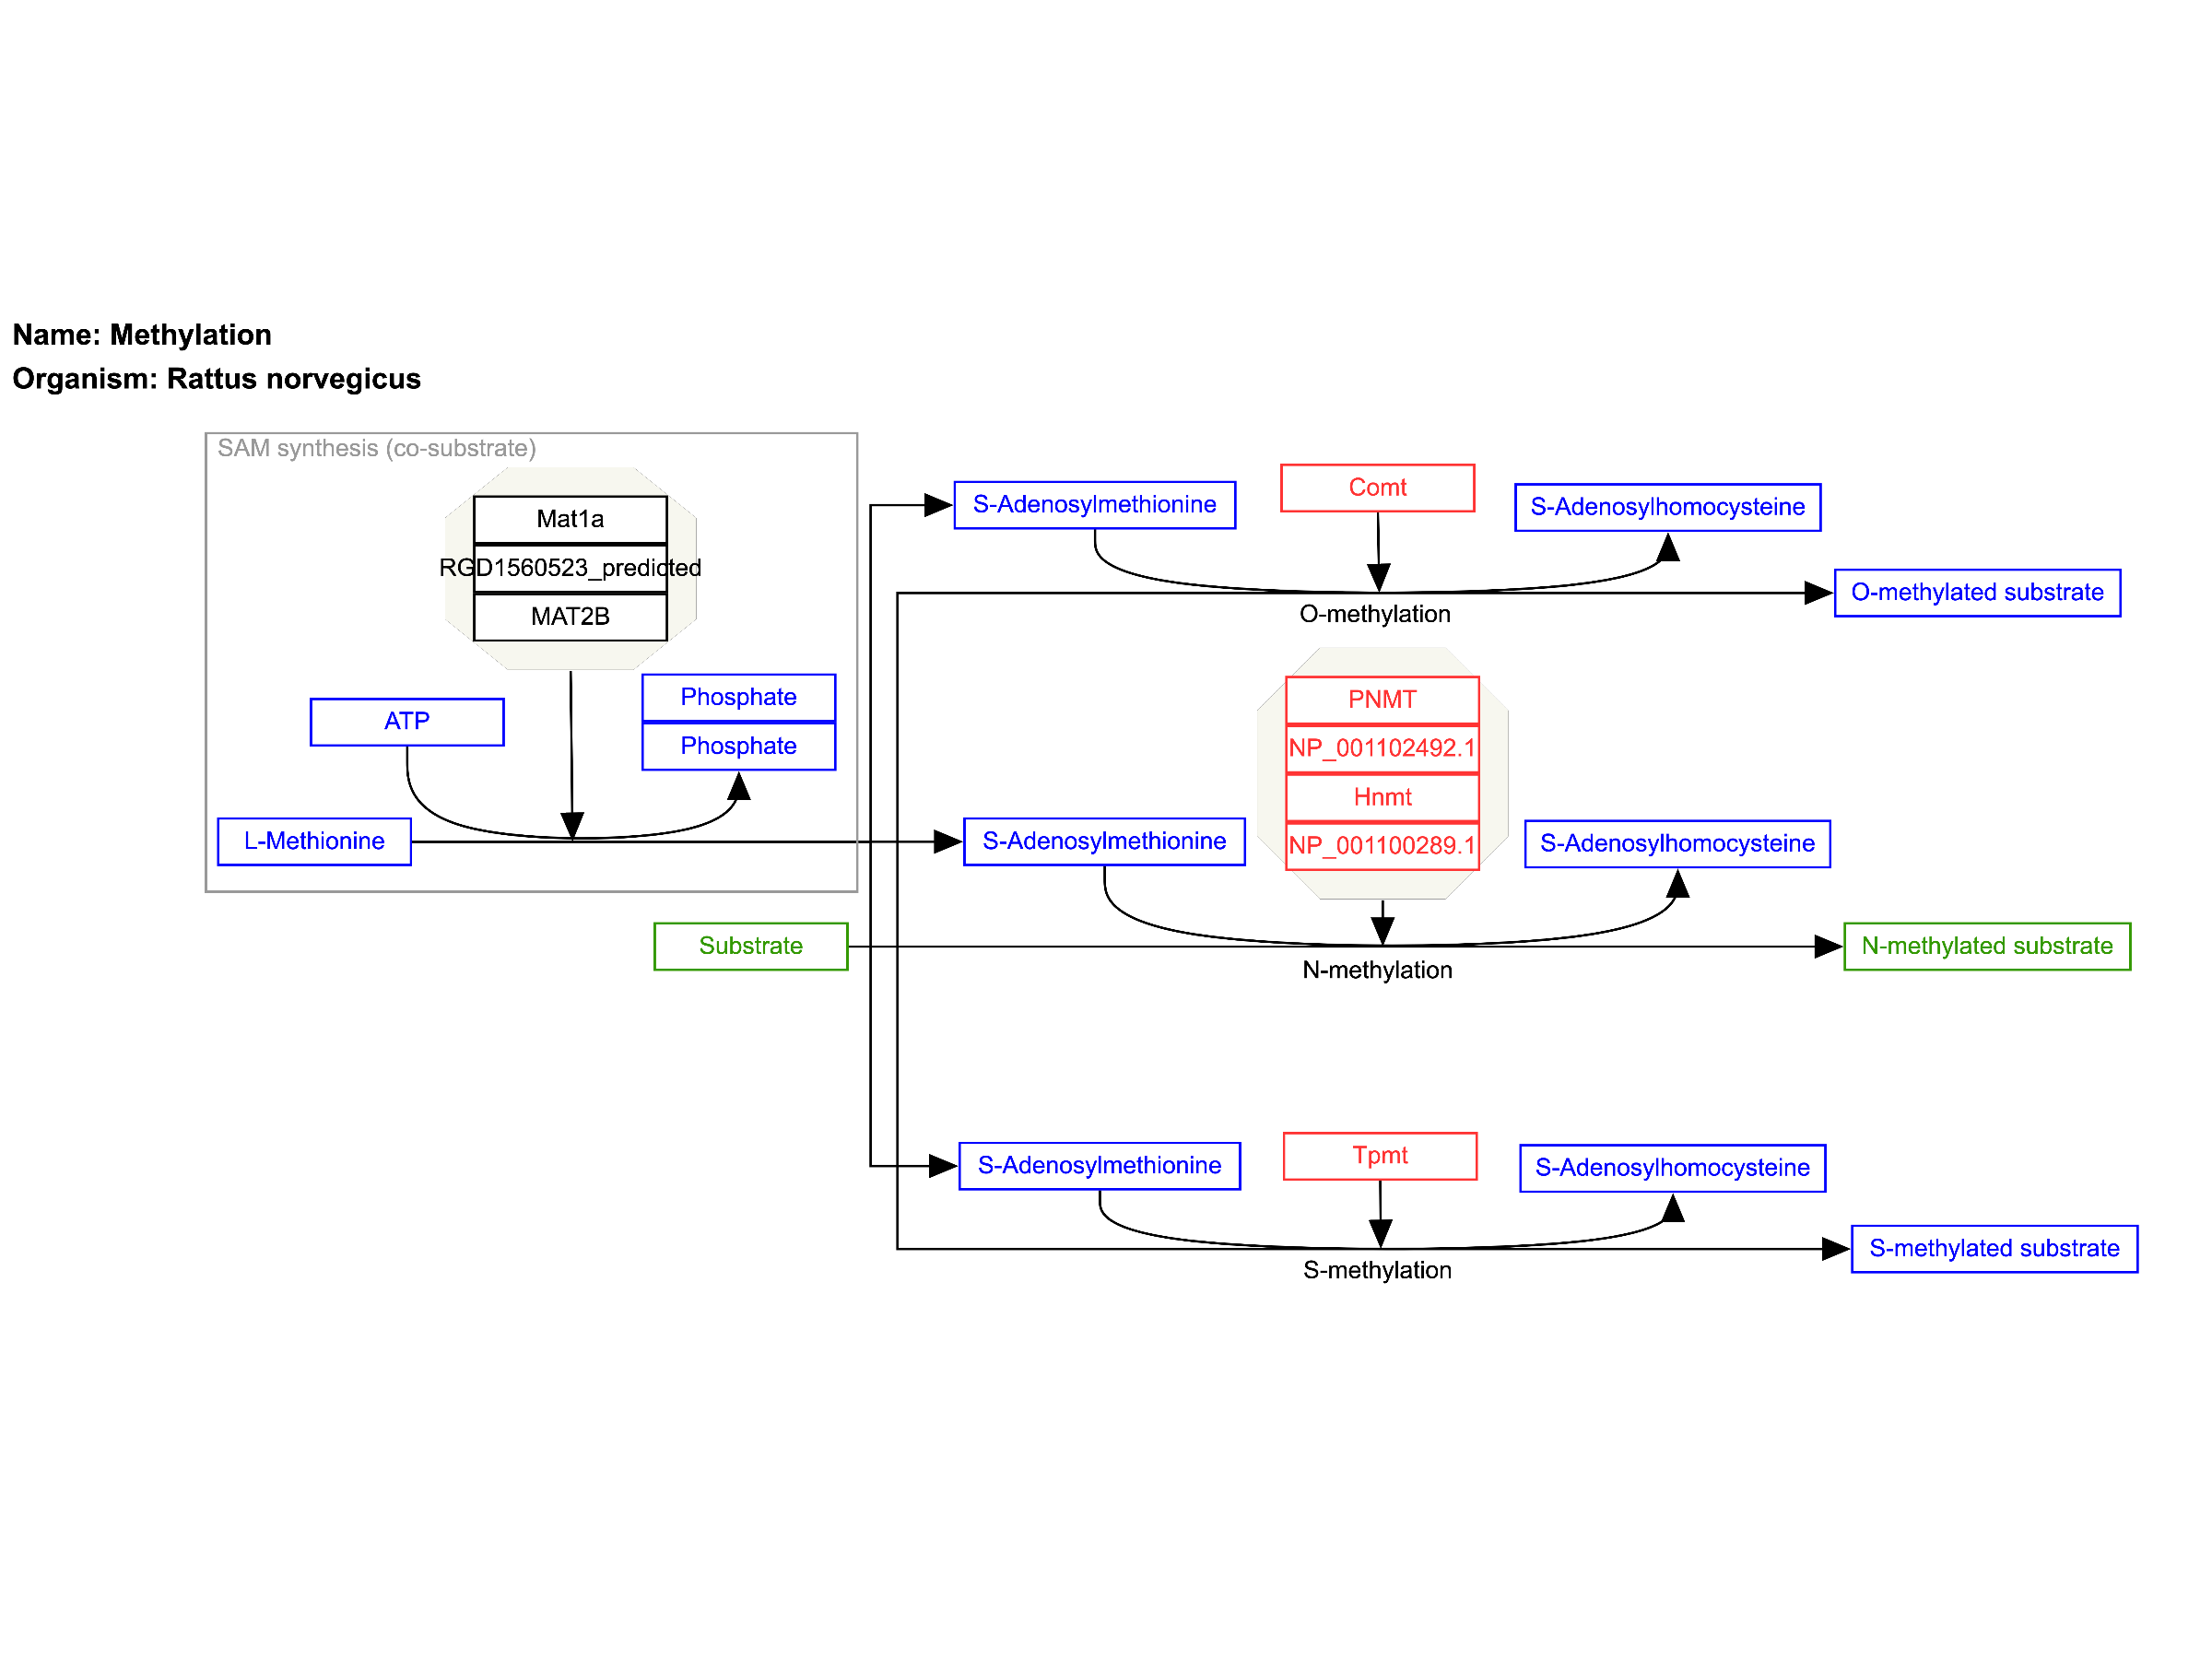 Name: Methylation
Organism: Rattus norvegicus
SAM synthesis (co-substrate)
Mat1a
RGD1560523_predicted
MAT2B
ATP
Phosphate
Phosphate
L-Methionine
Substrate
S-Adenosylmethionine
Comt
S-Adenosylhomocysteine
O-methylated substrate
O-methylation
PNMT
NP_001102492.1
Hnmt
NP_001100289.1
S-Adenosylmethionine
S-Adenosylhomocysteine
N-methylated substrate
N-methylation
S-Adenosylmethionine
Tpmt
S-Adenosylhomocysteine
S-methylated substrate
S-methylation